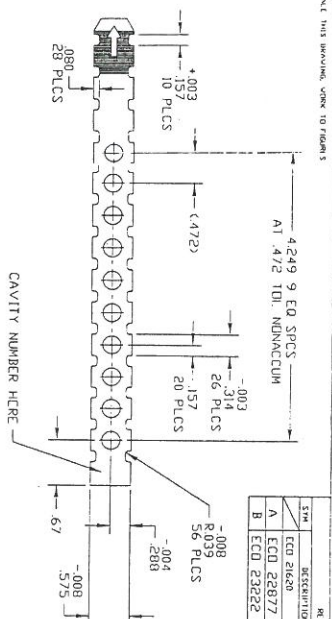 +.003
.157
10 PLCS
.080
28 PLCS
(.472)
4.249 9 EQ SPCS
AT .472 TOL NONACCUM
-.003
.314
26 PLCS
.157
20 PLCS
-.008
R.039
56 PLCS
-.004
.288
-.008
.575
.67
CAVITY NUMBER HERE
THIS DRAWING, WORK TO FIGURES
SYM
DESCRIPTION
ECO 21620
A ECO 22877
B ECO 23222